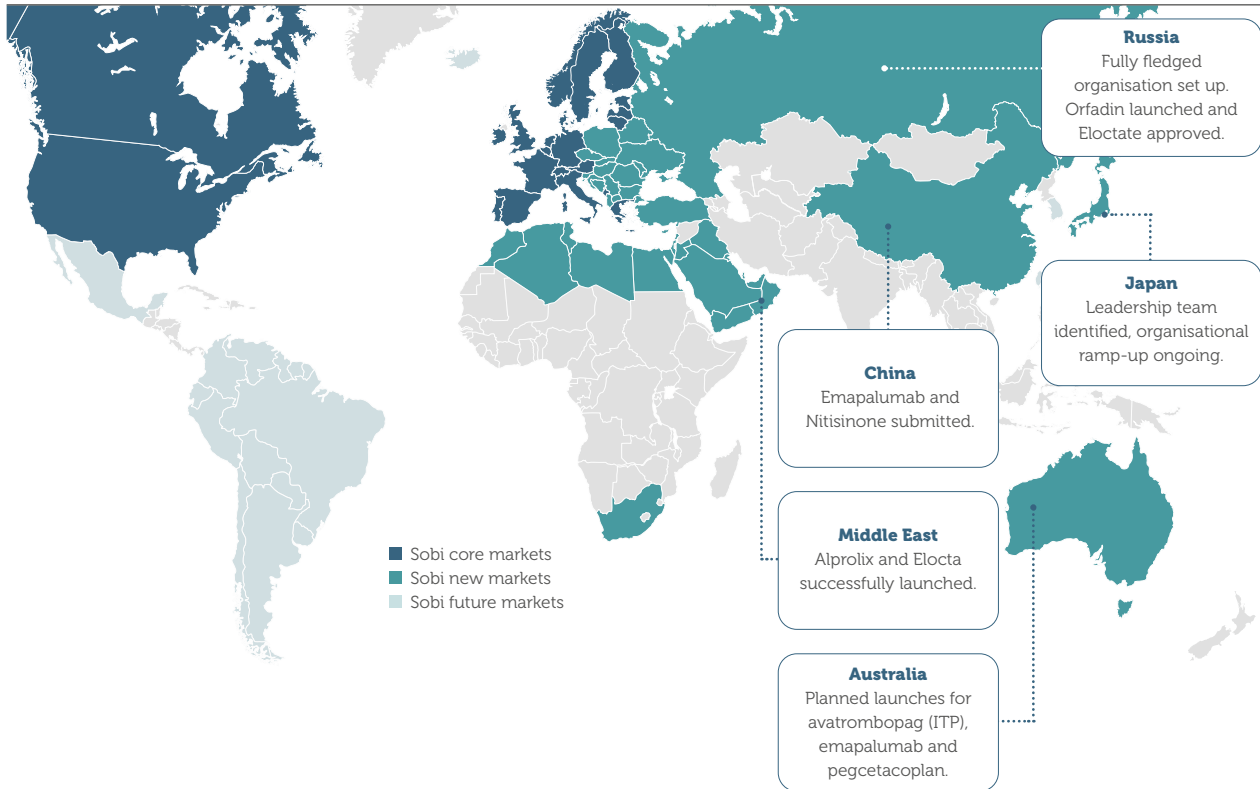 Russia
Fully fledged
organisation set up.
Orfadin launched and
Eloctate approved.
Japan
Leadership team
identified, organisational
ramp-up ongoing.
China
Emapalumab and
Nitisinone submitted.
Middle East
Alprolix and Elocta
successfully launched.
Australia
Planned launches for
avatrombopag (ITP),
emapalumab and
pegcetacoplan.
Sobi core markets
Sobi new markets
Sobi future markets